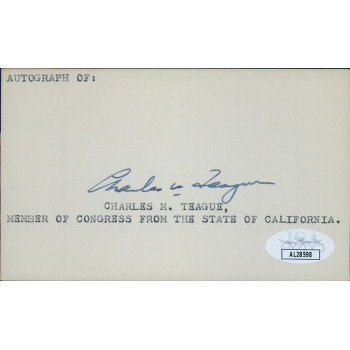 AUTOGRAPH OF:
Charles M. Teague
CHARLES M. TEAGUE,
MEMBER OF CONGRESS FROM THE STATE OF CALIFORNIA.
JSA
AL28598